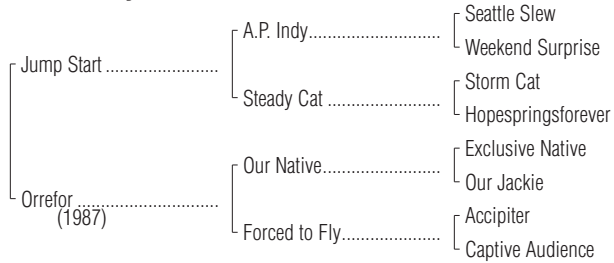 Seattle Slew
A.P. Indy........................
Weekend Surprise
Jump Start ........................
Storm Cat
Steady Cat ........................
Hopespringsforever
Exclusive Native
Our Native........................
Our Jackie
Orrefor ..............................
(1987)
Accipiter
Forced to Fly.....................
Captive Audience